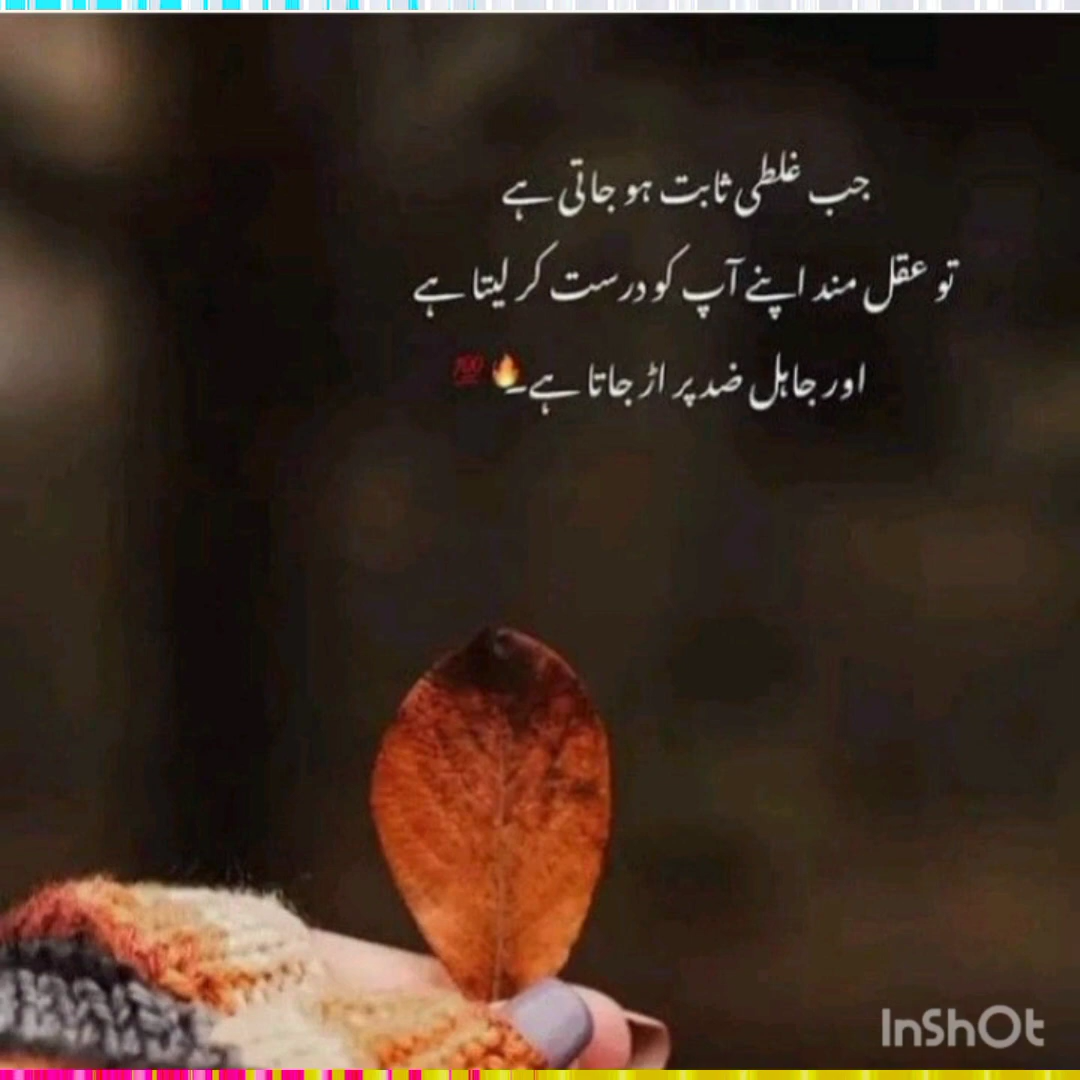 جب غلطی ثابت ہو جاتی ہے
تو عقل مند اپنے آپ کو درست کر لیتا ہے
اور جاہل ضد پر اڑ جاتا ہے۔🔥💯
InShOt